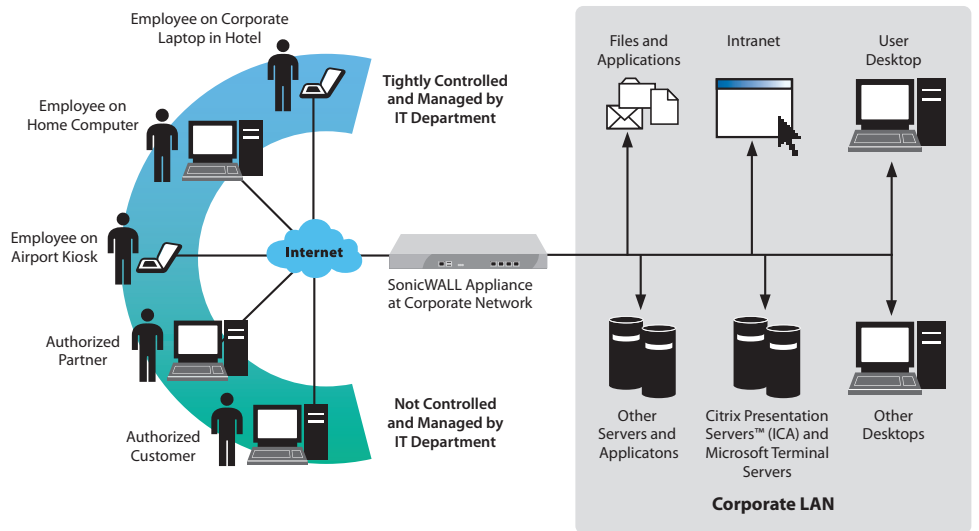 Employee on Corporate
Laptop in Hotel
Tightly Controlled
and Managed by
IT Department
Employee on
Home Computer
Employee on
Airport Kiosk
Internet
SonicWALL Appliance
at Corporate Network
Authorized
Partner
Authorized
Customer
Not Controlled
and Managed by
IT Department
Files and
Applications
Intranet
User
Desktop
Other
Servers and
Applicatons
Citrix Presentation
Servers™ (ICA) and
Microsoft Terminal
Servers
Other
Desktops
Corporate LAN